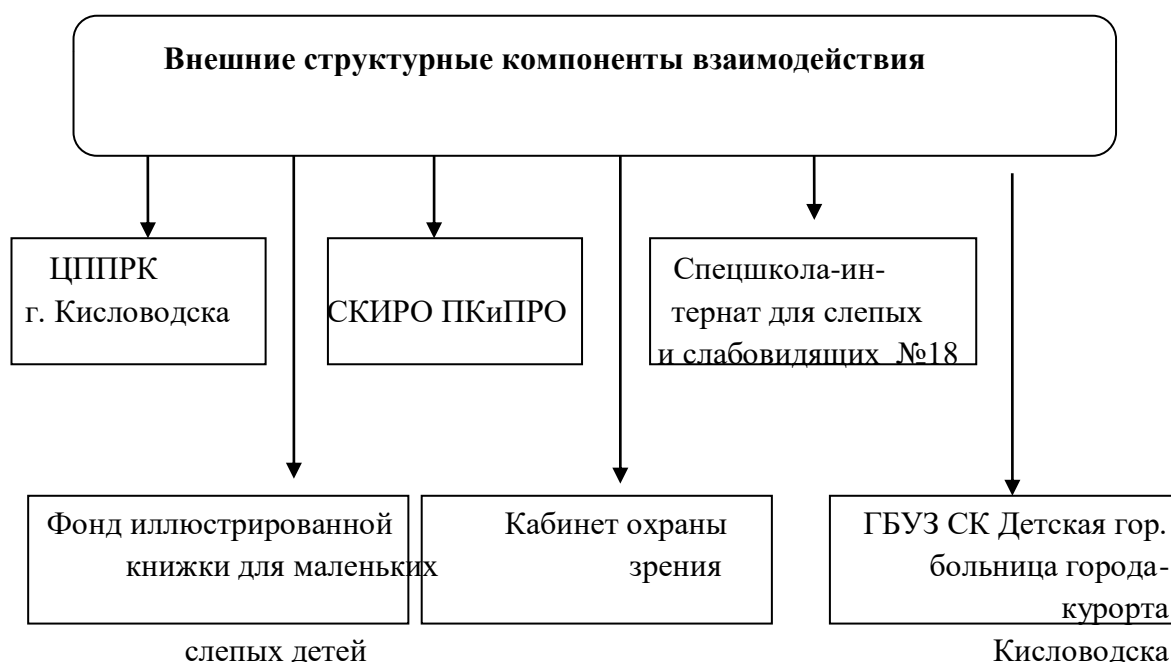 Внешние структурные компоненты взаимодействия
ЦППРК
г. Кисловодска
СКИРО ПКиПРО
Спецшкола-ин-
тернат для слепых
и слабовидящих №18
Фонд иллюстрированной
книжки для маленьких
слепых детей
Кабинет охраны
зрения
ГБУЗ СК Детская гор.
больница города-
курорта
Кисловодска